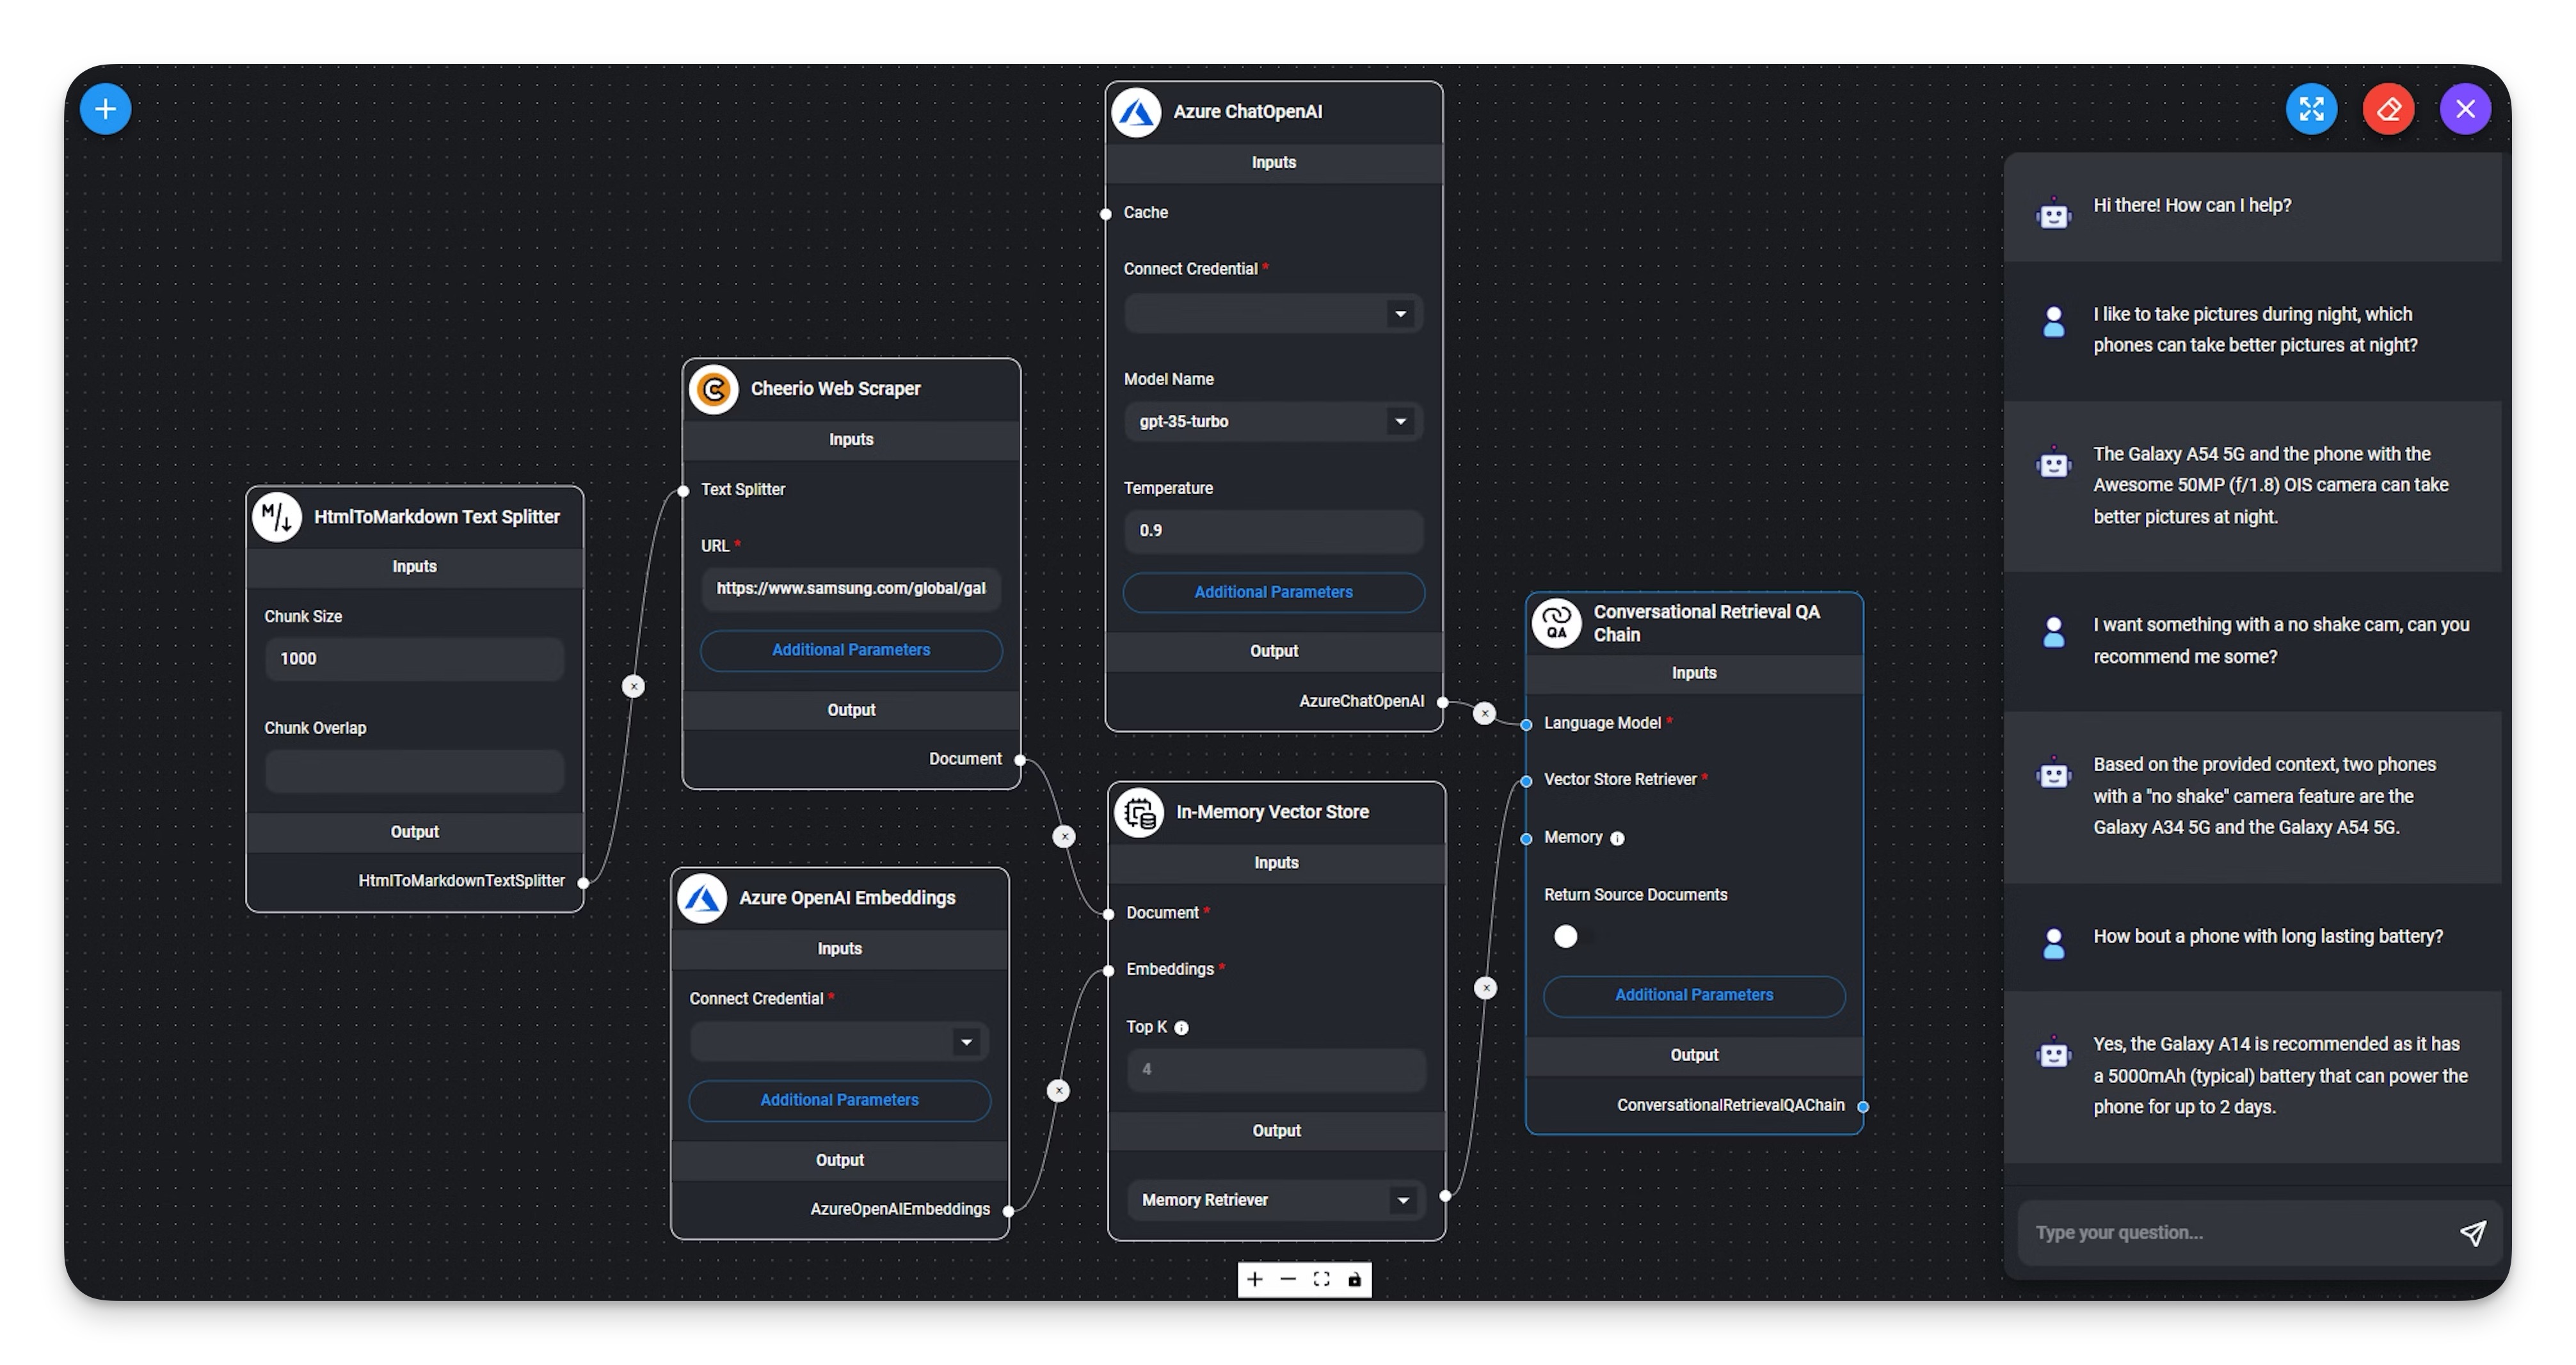 HtmlToMarkdown Text Splitter
Inputs
Chunk Size
1000
Chunk Overlap
Output
HtmlToMarkdownTextSplitter
Cheerio Web Scraper
Inputs
Text Splitter
URL *
https://www.samsung.com/global/gal
Additional Parameters
Output
Document
Azure OpenAI Embeddings
Inputs
Connect Credential *
Additional Parameters
Output
AzureOpenAIEmbeddings
Azure ChatOpenAI
Inputs
Cache
Connect Credential *
Model Name
gpt-35-turbo
Temperature
0.9
Additional Parameters
Output
AzureChatOpenAI
In-Memory Vector Store
Inputs
Document *
Embeddings *
Top K
4
Output
Memory Retriever
QA
Conversational Retrieval QA
Chain
Inputs
Language Model *
Vector Store Retriever *
Memory
Return Source Documents
Additional Parameters
Output
ConversationalRetrievalQAChain
Hi there! How can I help?
I like to take pictures during night, which
phones can take better pictures at night?
The Galaxy A54 5G and the phone with the
Awesome 50MP (f/1.8) OIS camera can take
better pictures at night.
I want something with a no shake cam, can you
recommend me some?
Based on the provided context, two phones
with a "no shake" camera feature are the
Galaxy A34 5G and the Galaxy A54 5G.
How bout a phone with long lasting battery?
Yes, the Galaxy A14 is recommended as it has
a 5000mAh (typical) battery that can power the
phone for up to 2 days.
Type your question...